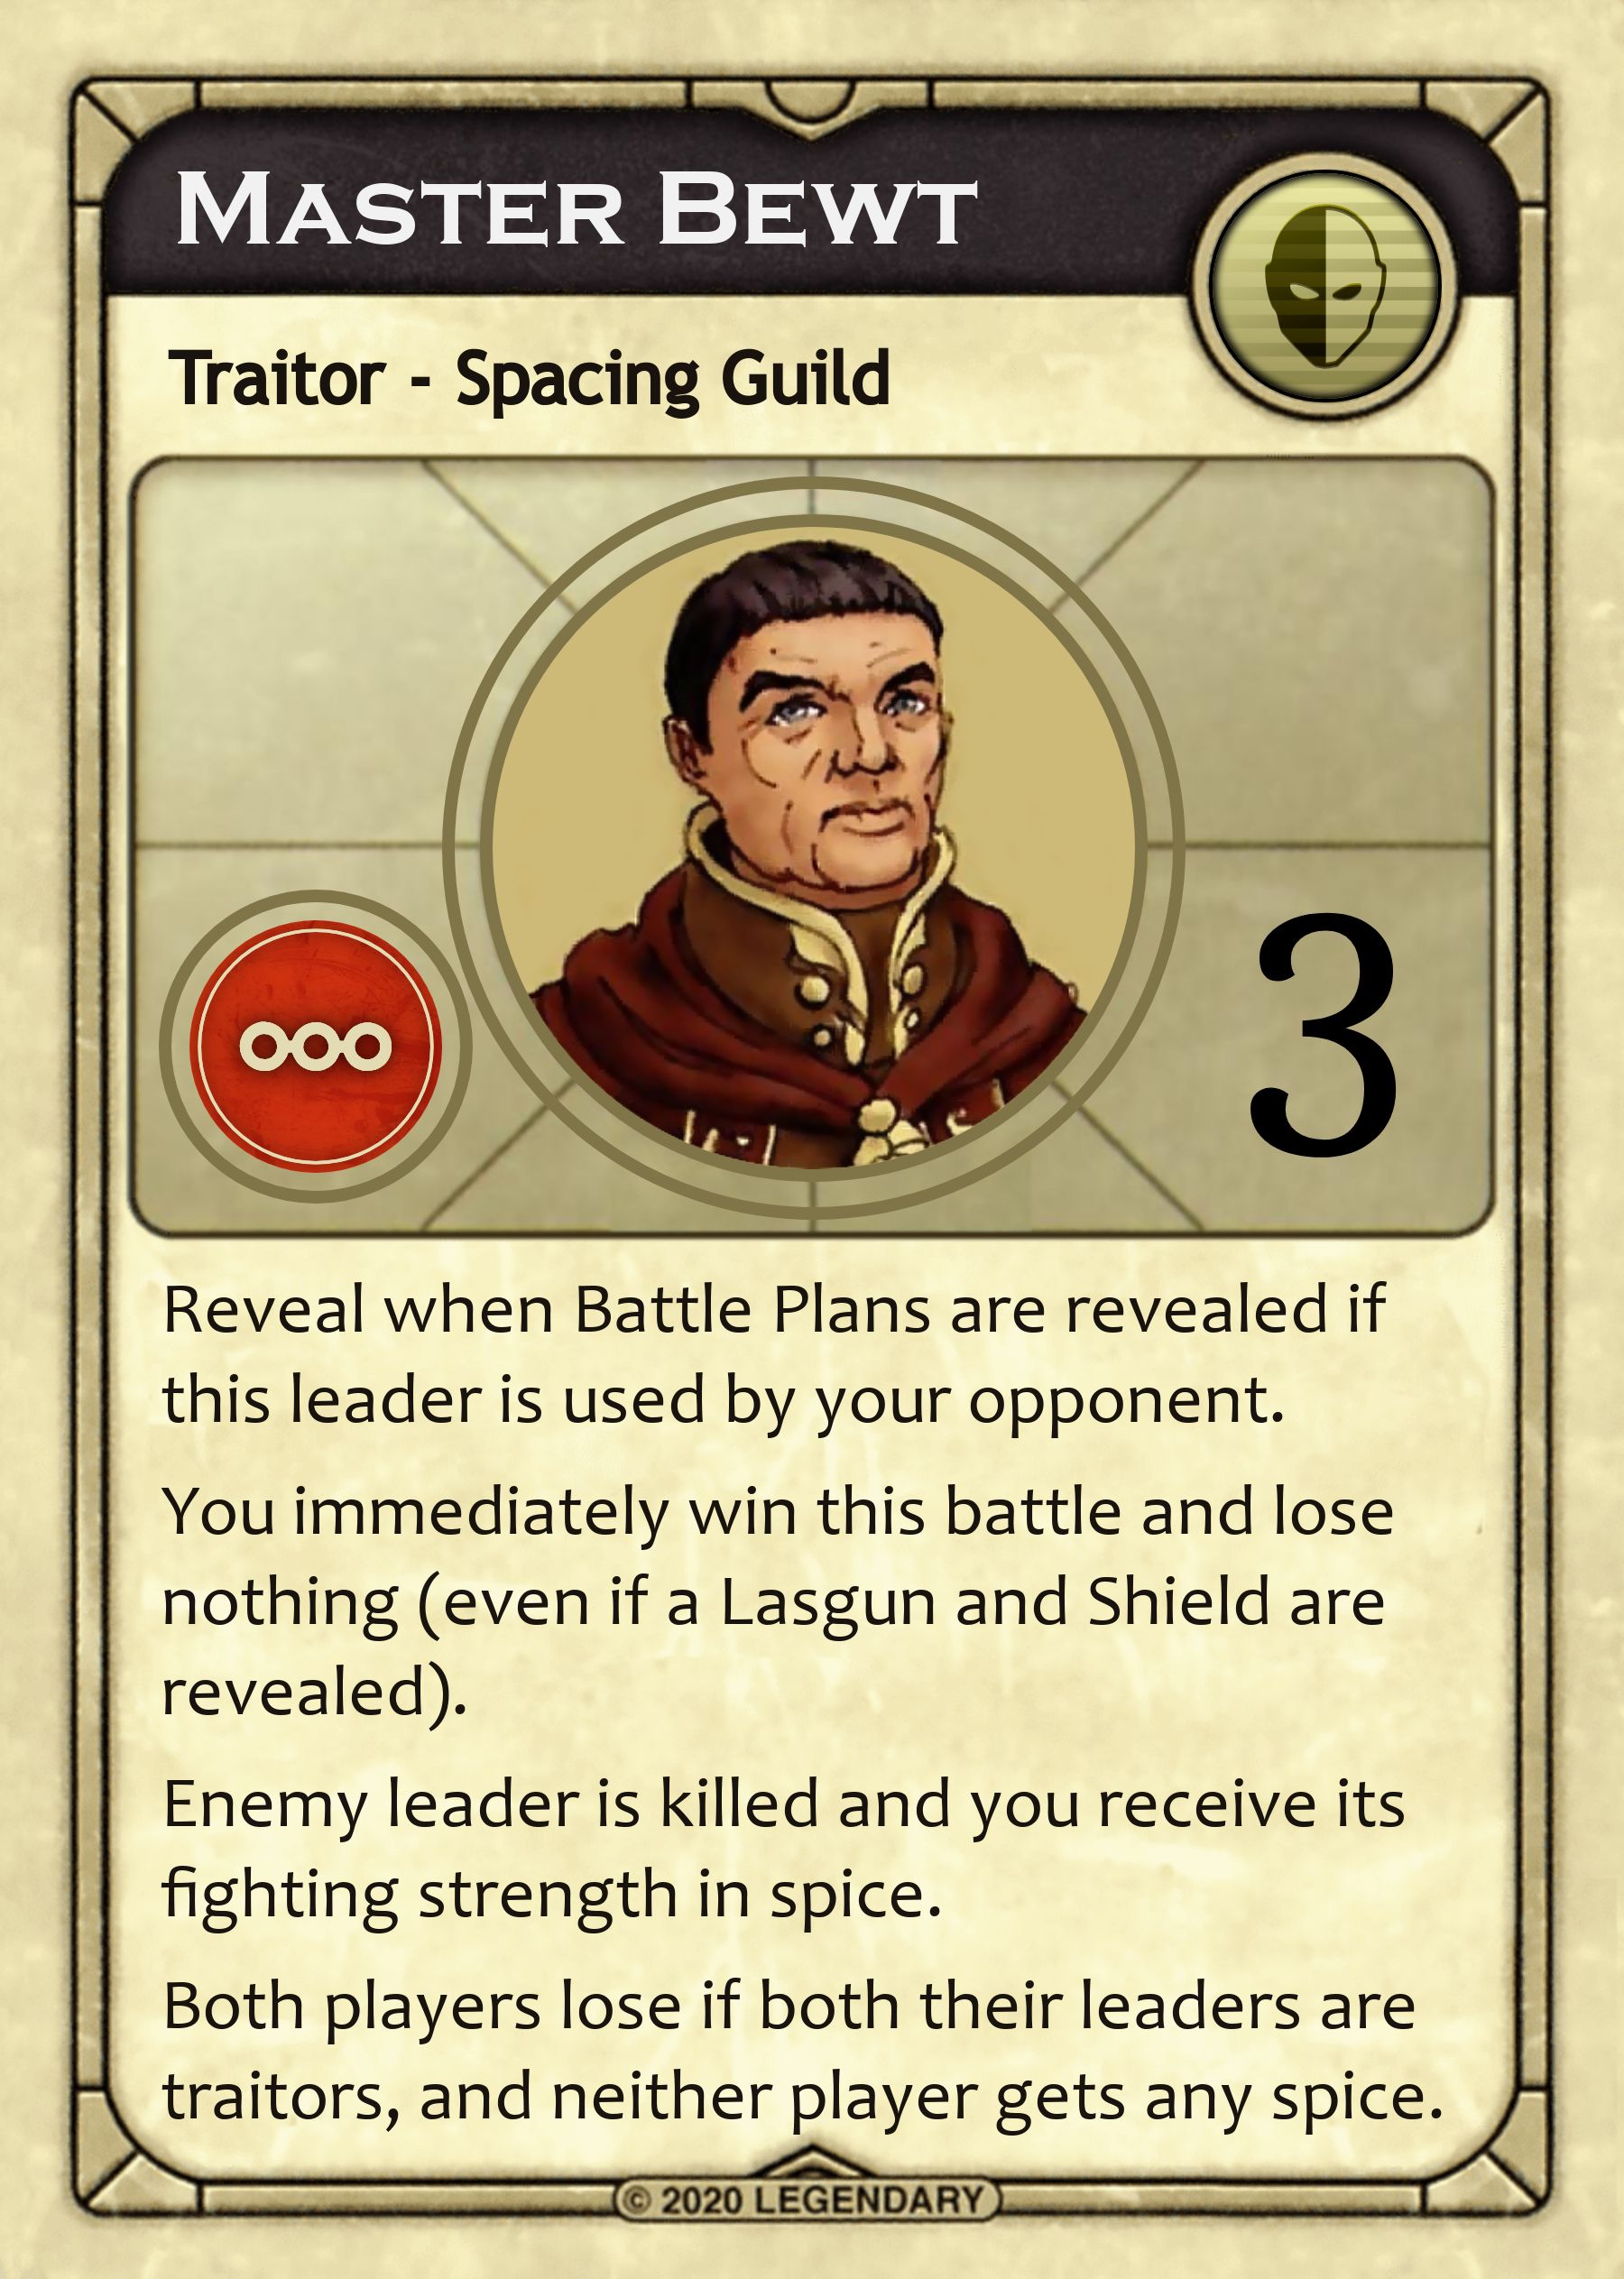 MASTER BEWT
Traitor - Spacing Guild
3
Reveal when Battle Plans are revealed if
this leader is used by your opponent.
You immediately win this battle and lose
nothing (even if a Lasgun and Shield are
revealed).
Enemy leader is killed and you receive its
fighting strength in spice.
Both players lose if both their leaders are
traitors, and neither player gets any spice.
© 2020 LEGENDARY